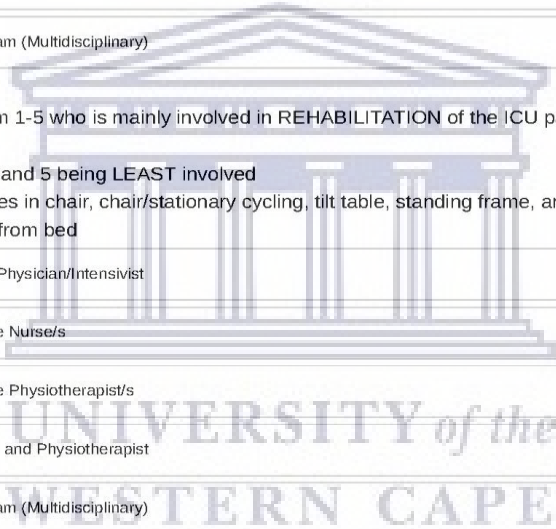 am (Multidisciplinary)
m 1-5 who is mainly involved in REHABILITATION of the ICU p
and 5 being LEAST involved
es in chair, chair/stationary cycling, tilt table, standing frame, a
from bed
Physician/Intensivist
e Nurse/s
e Physiotherapist/s
UNIVERSITY of the
and Physiotherapist
am (Multidisciplinary)
WESTERN CAPE